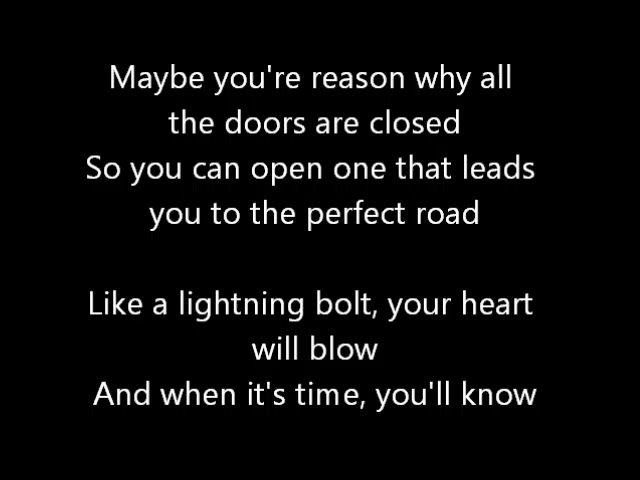 Maybe you're reason why all
the doors are closed
So you can open one that leads
you to the perfect road
Like a lightning bolt, your heart
will blow
And when it's time, you'll know